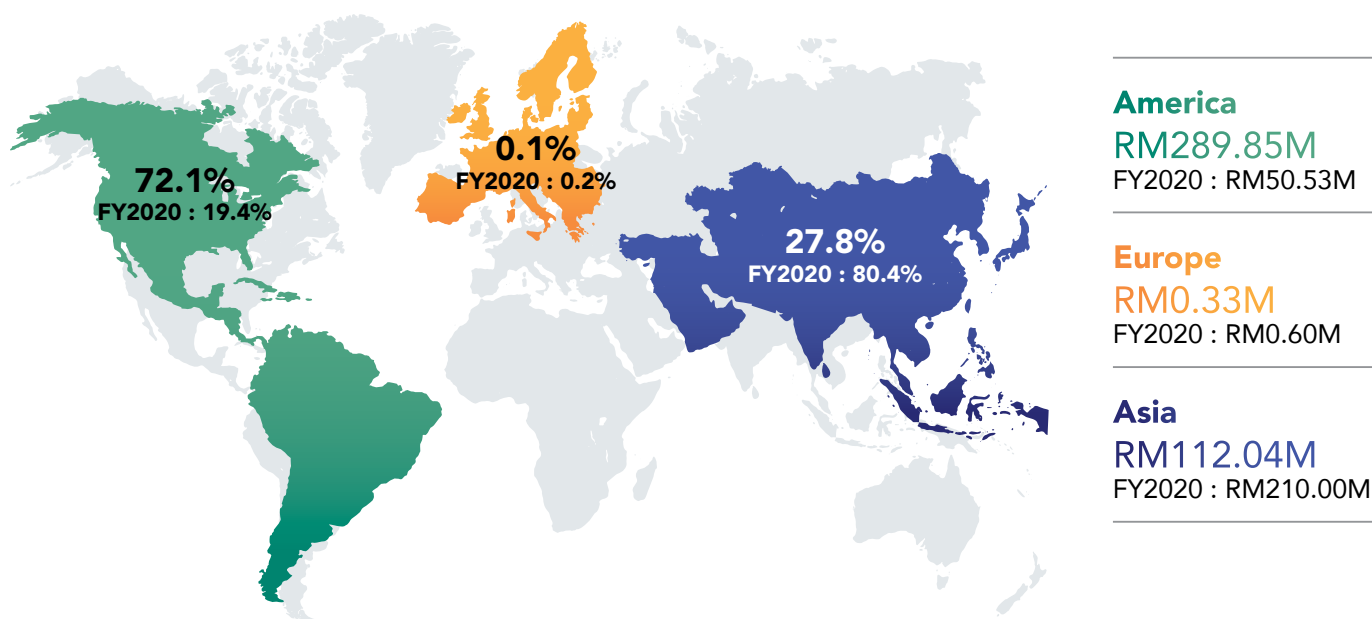 72.1%
FY2020 : 19.4%
0.1%
FY2020 : 0.2%
27.8%
FY2020 : 80.4%
America
RM289.85M
FY2020 : RM50.53M
Europe
RM0.33M
FY2020 : RM0.60M
Asia
RM112.04M
FY2020 : RM210.00M